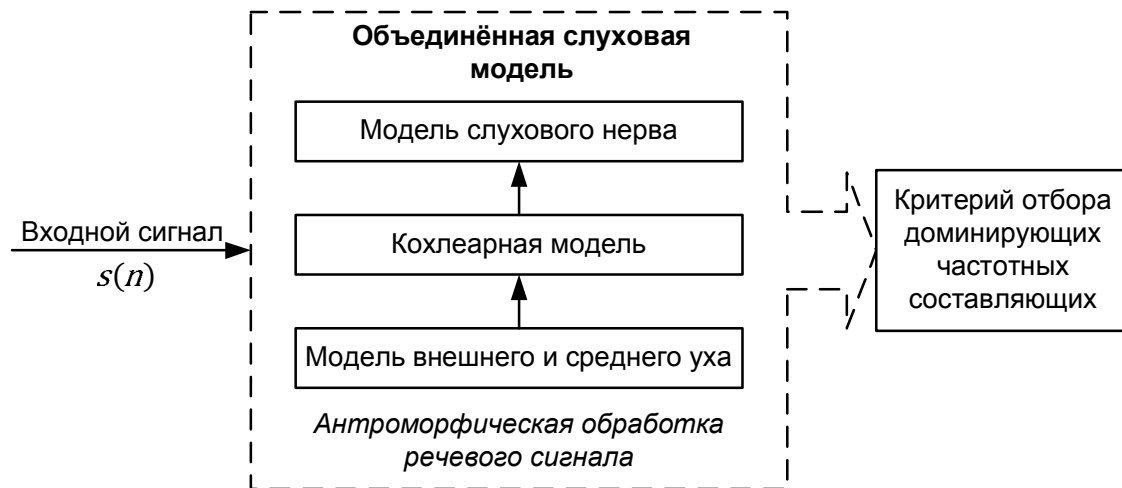 Объединённая слуховая
модель
Модель слухового нерва
Входной сигнал
s(n)
Кохлеарная модель
Модель внешнего и среднего уха
Антроморфическая обработка
речевого сигнала
Критерий отбора
доминирующих
частотных
составляющих